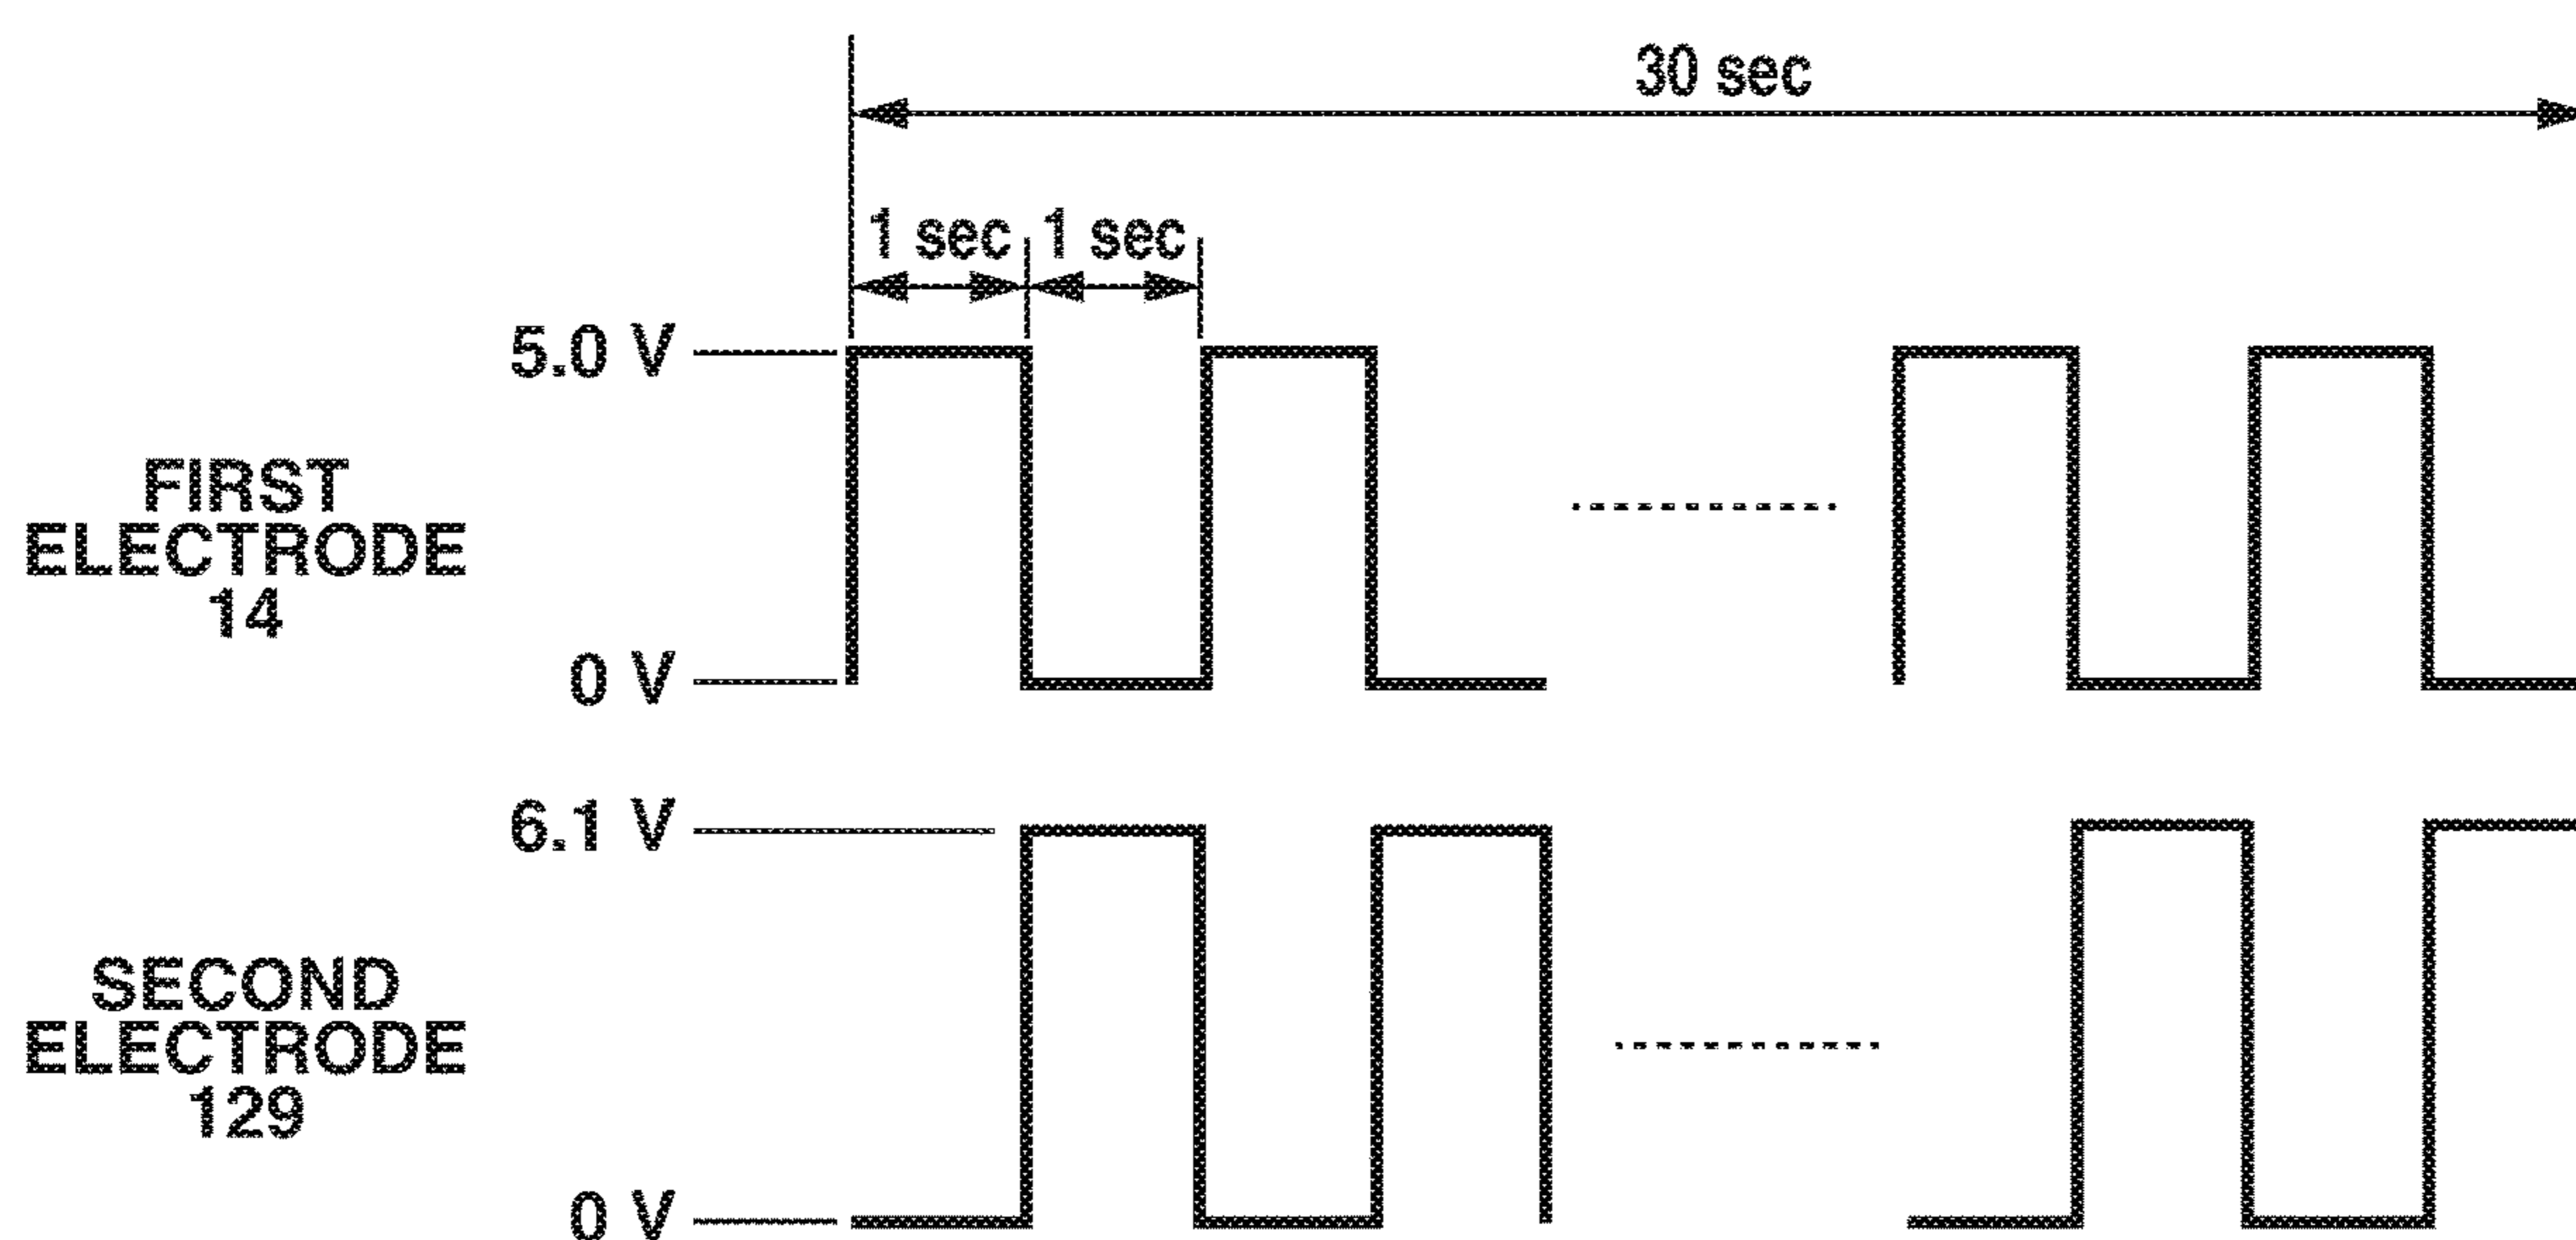 30 sec
1 sec
1 sec
5.0 V
FIRST
ELECTRODE
14
0 V
6.1 V
SECOND
ELECTRODE
129
0 V